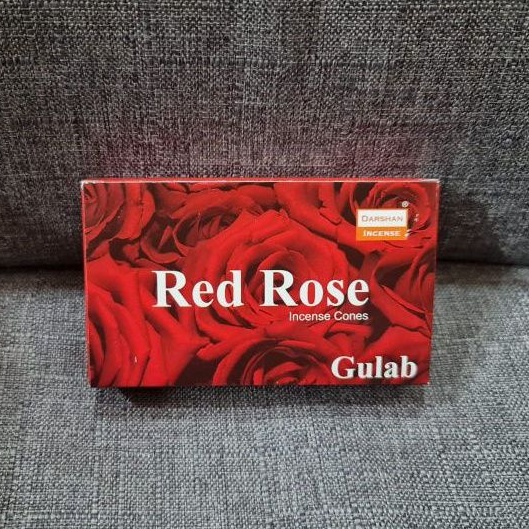 DARSHAN
INCENSE
®
Red Rose
Incense Cones
Gulab